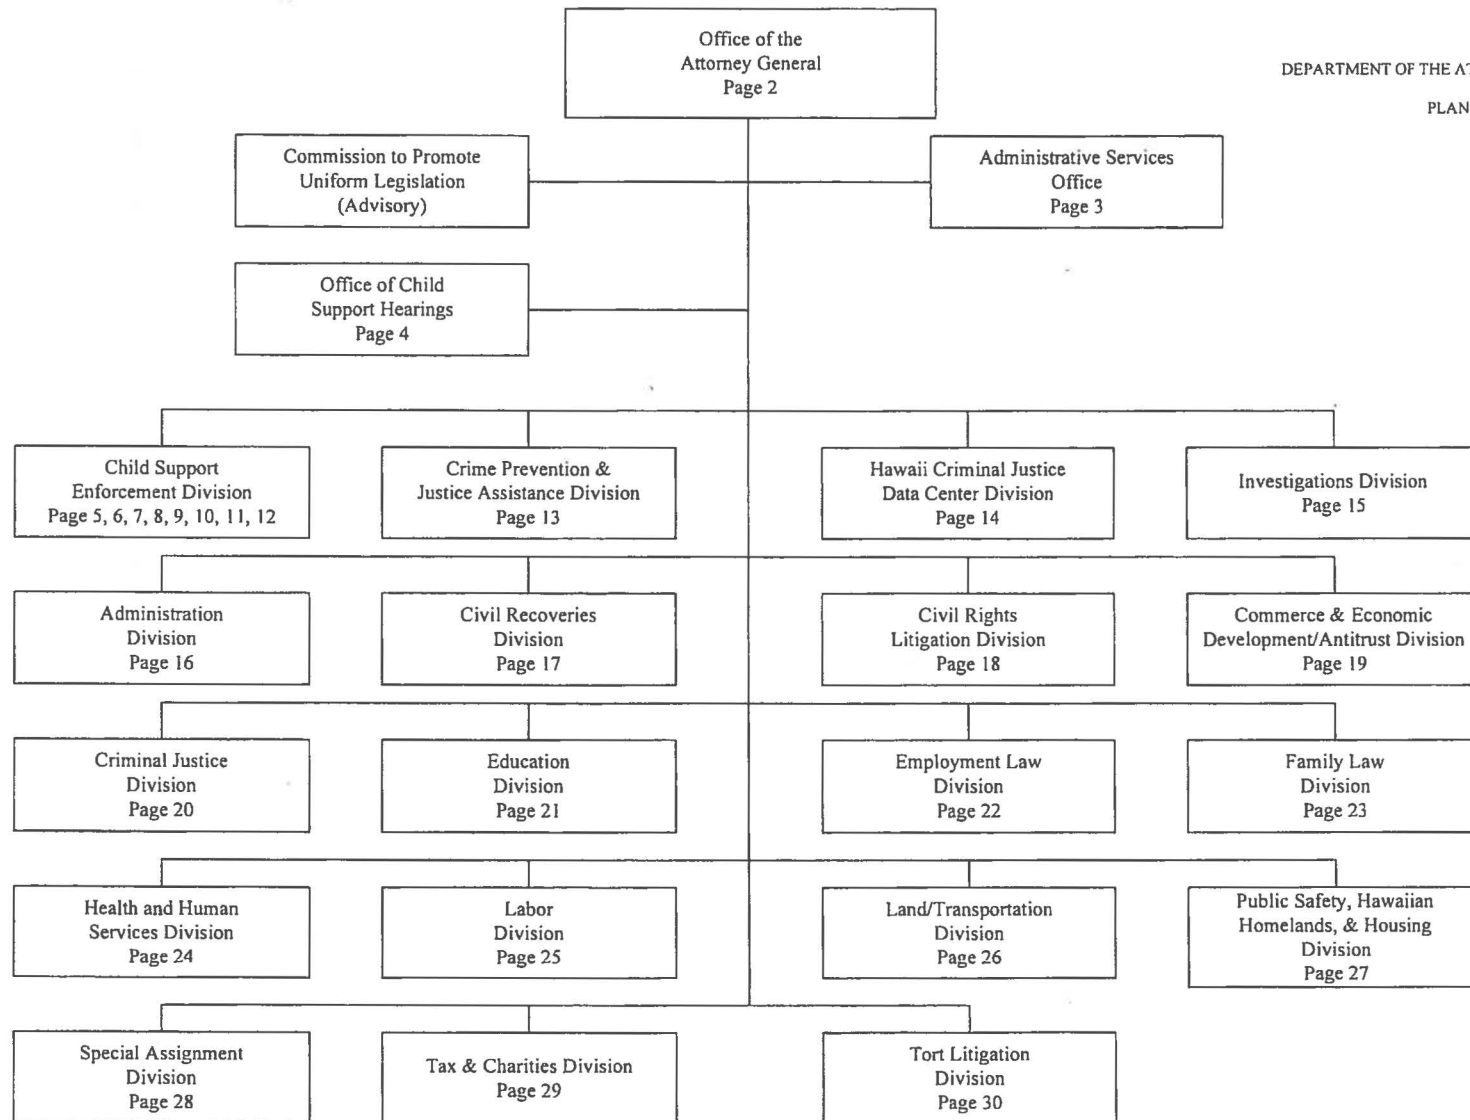 Office of the
Attorney General
Page 2
DEPARTMENT OF THE
PLAN
Commission to Promote
Uniform Legislation
(Advisory)
Administrative Services
Office
Page 3
Office of Child
Support Hearings
Page 4
Child Support
Enforcement Division
Page 5, 6, 7, 8, 9, 10, 11, 12
Crime Prevention &
Justice Assistance Division
Page 13
Hawaii Criminal Justice
Data Center Division
Page 14
Investigations Division
Page 15
Administration
Division
Page 16
Civil Recoveries
Division
Page 17
Civil Rights
Litigation Division
Page 18
Commerce & Economic
Development/Antitrust Division
Page 19
Criminal Justice
Division
Page 20
Education
Division
Page 21
Employment Law
Division
Page 22
Family Law
Division
Page 23
Health and Human
Services Division
Page 24
Labor
Division
Page 25
Land/Transportation
Division
Page 26
Public Safety, Hawaiian
Homelands, & Housing
Division
Page 27
Special Assignment
Division
Page 28
Tax & Charities Division
Page 29
Tort Litigation
Division
Page 30